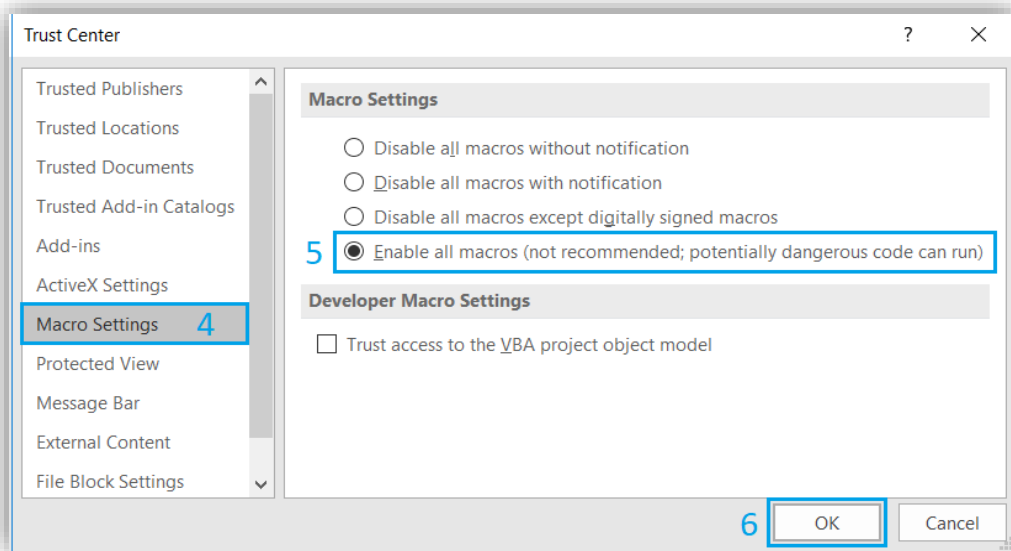 Trust Center
?
Trusted Publishers
Trusted Locations
Trusted Documents
Trusted Add-in Catalogs
Add-ins
ActiveX Settings
Macro Settings 4
Protected View
Message Bar
External Content
File Block Settings
Macro Settings
Disable all macros without notification
Disable all macros with notification
Disable all macros except digitally signed macros
5 Enable all macros (not recommended; potentially dangerous code can run)
Developer Macro Settings
Trust access to the VBA project object model
6 OK Cancel